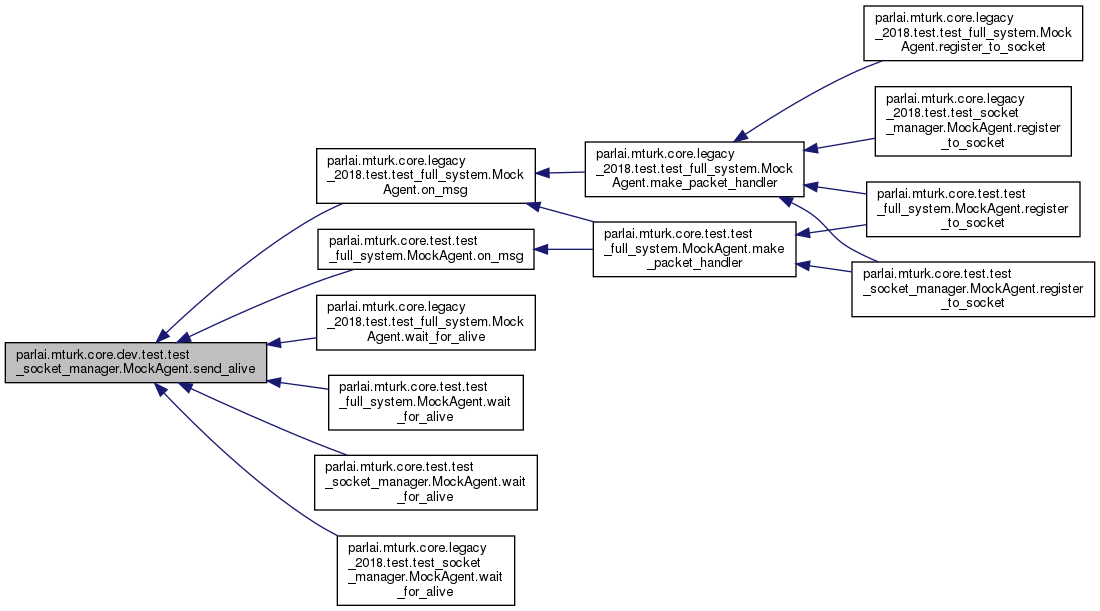 parlai.mturk.core.legacy
_2018.test.test_full_system.Mock
Agent.register_to_socket
parlai.mturk.core.legacy
_2018.test.test_socket
_manager.MockAgent.register
_to_socket
parlai.mturk.core.legacy
_2018.test.test_full_system.Mock
Agent.make_packet_handler
parlai.mturk.core.legacy
_2018.test.test_full_system.Mock
Agent.on_msg
parlai.mturk.core.test.test
_full_system.MockAgent.register
_to_socket
parlai.mturk.core.test.test
_full_system.MockAgent.make
_packet_handler
parlai.mturk.core.test.test
_full_system.MockAgent.on_msg
parlai.mturk.core.test.test
_socket_manager.MockAgent.register
_to_socket
parlai.mturk.core.legacy
_2018.test.test_full_system.Mock
Agent.wait_for_alive
parlai.mturk.core.dev.test.test
_socket_manager.MockAgent.send_alive
parlai.mturk.core.test.test
_full_system.MockAgent.wait
_for_alive
parlai.mturk.core.test.test
_socket_manager.MockAgent.wait
_for_alive
parlai.mturk.core.legacy
_2018.test.test_socket
_manager.MockAgent.wait
_for_alive